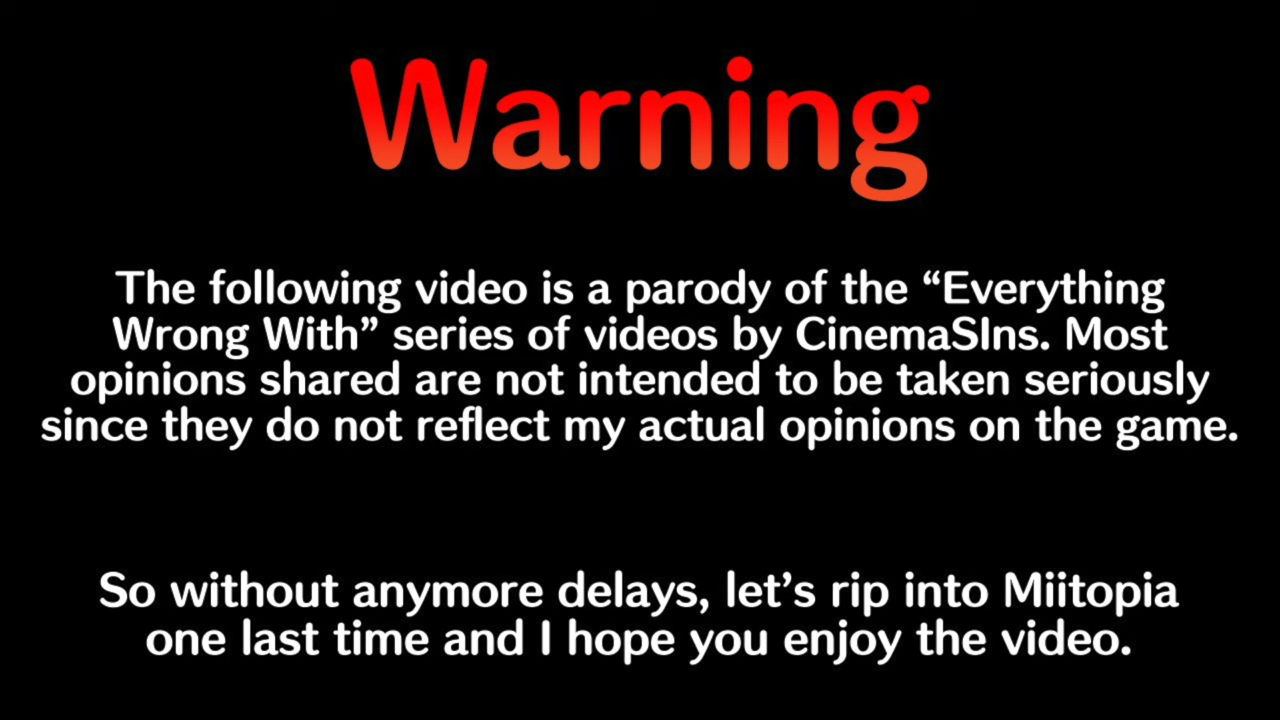 Warning
The following video is a parody of the “Everything
Wrong With” series of videos by CinemaSIns. Most
opinions shared are not intended to be taken seriously
since they do not reflect my actual opinions on the game.
So without anymore delays, let’s rip into Miitopia
one last time and I hope you enjoy the video.